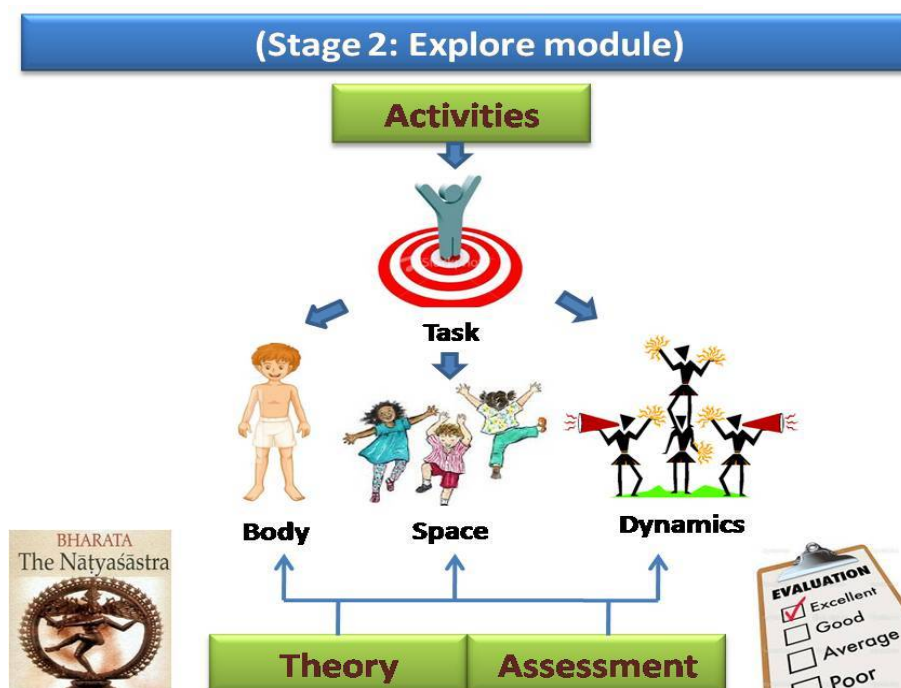 (Stage 2: Explore module)
Activities
Task
Body
Space
Dynamics
BHARATA
The Nāṭyaśāstra
EVALUATION
Excellent
Good
Average
Poor
Theory
Assessment